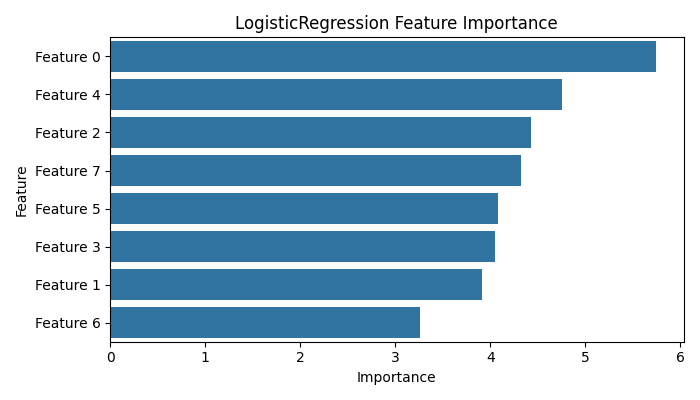 LogisticRegression Feature Importance
Feature 0
Feature 4
Feature 2
Feature 7
Feature 5
Feature 3
Feature 1
Feature 6
Feature
0 1 2 3 4 5 6
Importance